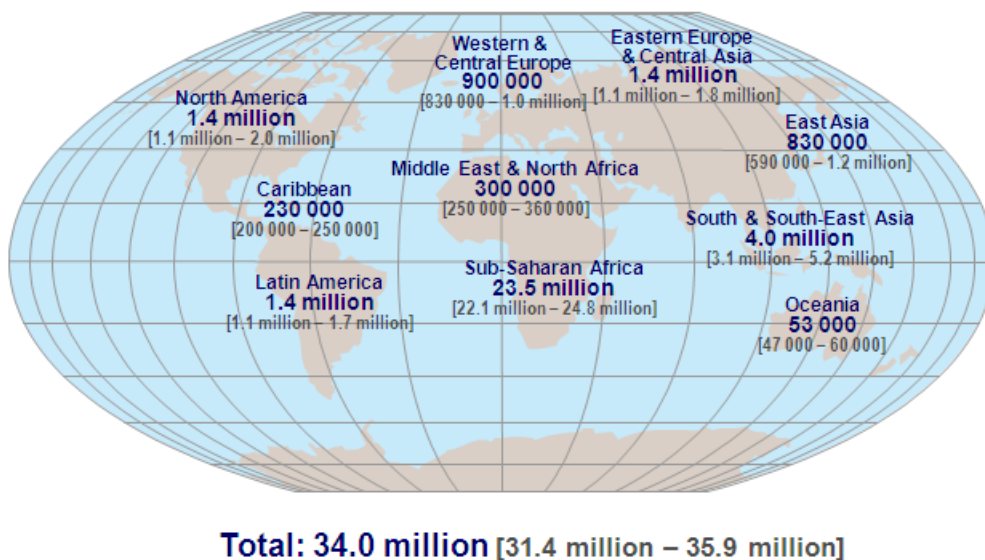 Western &
Central Europe
900 000
[830 000 – 1.0 million]
Eastern Europe
& Central Asia
1.4 million
[1.1 million – 1.8 million]
North America
1.4 million
[1.1 million – 2.0 million]
East Asia
830 000
[590 000 – 1.2 million]
Middle East & North Africa
300 000
[250 000 – 360 000]
Caribbean
230 000
[200 000 – 250 000]
South & South-East Asia
4.0 million
[3.1 million – 5.2 million]
Sub-Saharan Africa
23.5 million
[22.1 million – 24.8 million]
Latin America
1.4 million
[1.1 million – 1.7 million]
Oceania
53 000
[47 000 – 60 000]
Total: 34.0 million [31.4 million – 35.9 million]